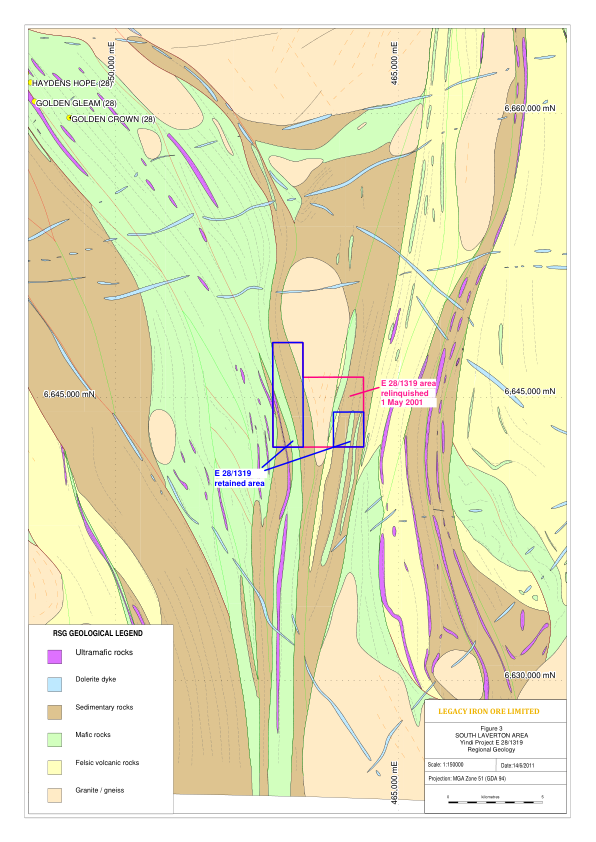 50,000 mE
465,000 mE
HAYDENS HOPE (28)
GOLDEN GLEAM (28)
GOLDEN CROWN (28)
6,660,000 mN
E 28/1319 area
relinquished
1 May 2001
6,645,000 mN
6,645,000 mN
E 28/1319
retained area
6,630,000 mN
465,000 mE
RSG GEOLOGICAL LEGEND
Ultramafic rocks
Dolerite dyke
Sedimentary rocks
Mafic rocks
Felsic volcanic rocks
Granite / gneiss
LEGACY IRON ORE LIMITED
Figure 3
SOUTH LAVERTON AREA
Yindi Project E 28/1319
Regional Geology
Scale: 1:150000
Date:14/6/2011
Projection: MGA Zone 51 (GDA 94)
0 kilometres 5